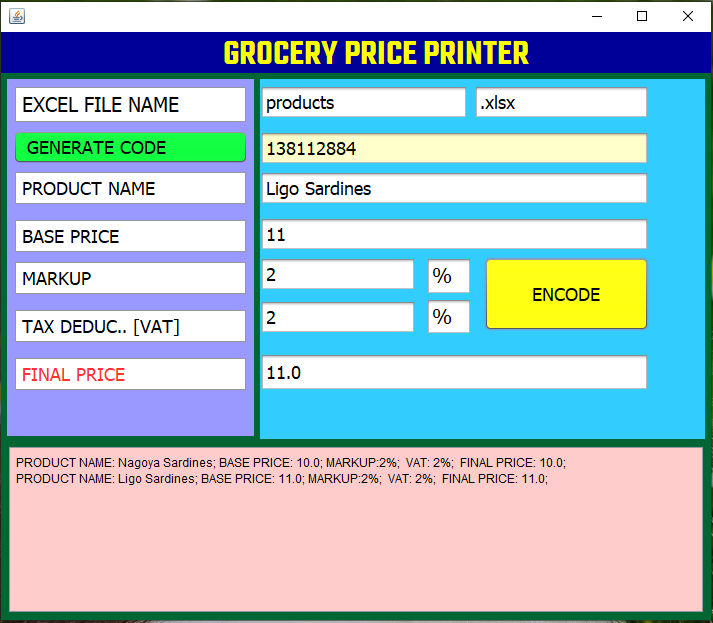 GROCERY PRICE PRINTER
EXCEL FILE NAME products .xlsx
GENERATE CODE 138112884
PRODUCT NAME Ligo Sardines
BASE PRICE 11
MARKUP 2 %
ENCODE
TAX DEDUC.. [VAT] 2 %
FINAL PRICE 11.0
PRODUCT NAME: Nagoya Sardines; BASE PRICE: 10.0; MARKUP:2%; VAT: 2%; FINAL PRICE: 10.0;
PRODUCT NAME: Ligo Sardines; BASE PRICE: 11.0; MARKUP:2%; VAT: 2%; FINAL PRICE: 11.0;